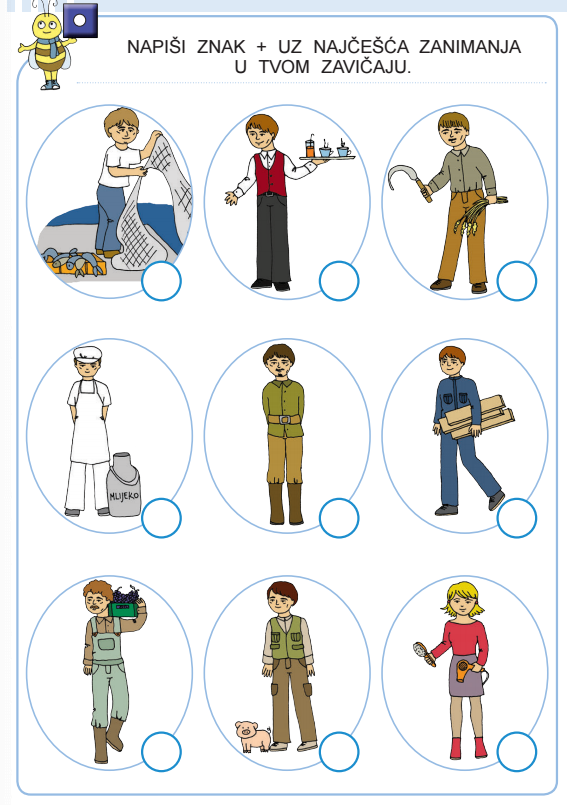 NAPIŠI ZNAK + UZ NAJČEŠĆA ZANIMANJA
U TVOM ZAVIČAJU.
MLIJEKO